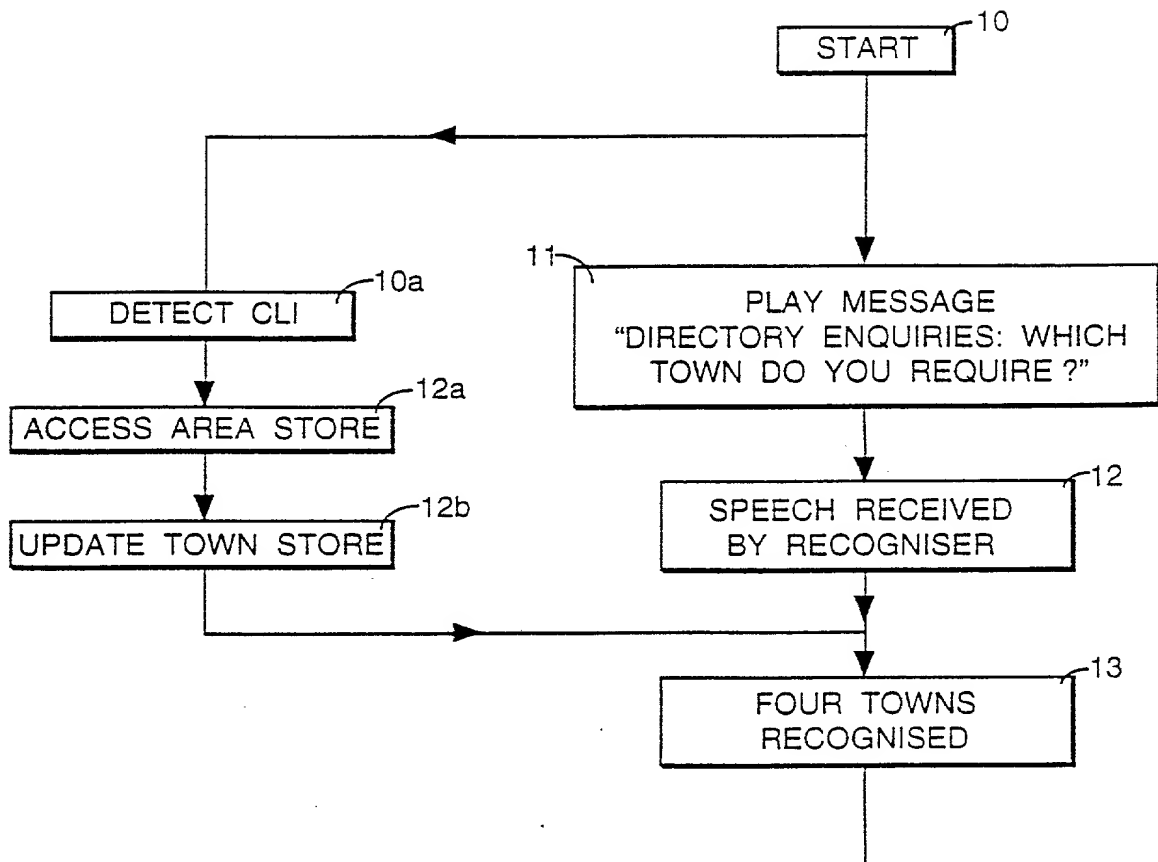 10
START
10a
DETECT CLI
12a
ACCESS AREA STORE
12b
UPDATE TOWN STORE
11
PLAY MESSAGE
“DIRECTORY ENQUIRIES: WHICH
TOWN DO YOU REQUIRE?”
12
SPEECH RECEIVED
BY RECOGNISER
13
FOUR TOWNS
RECOGNISED